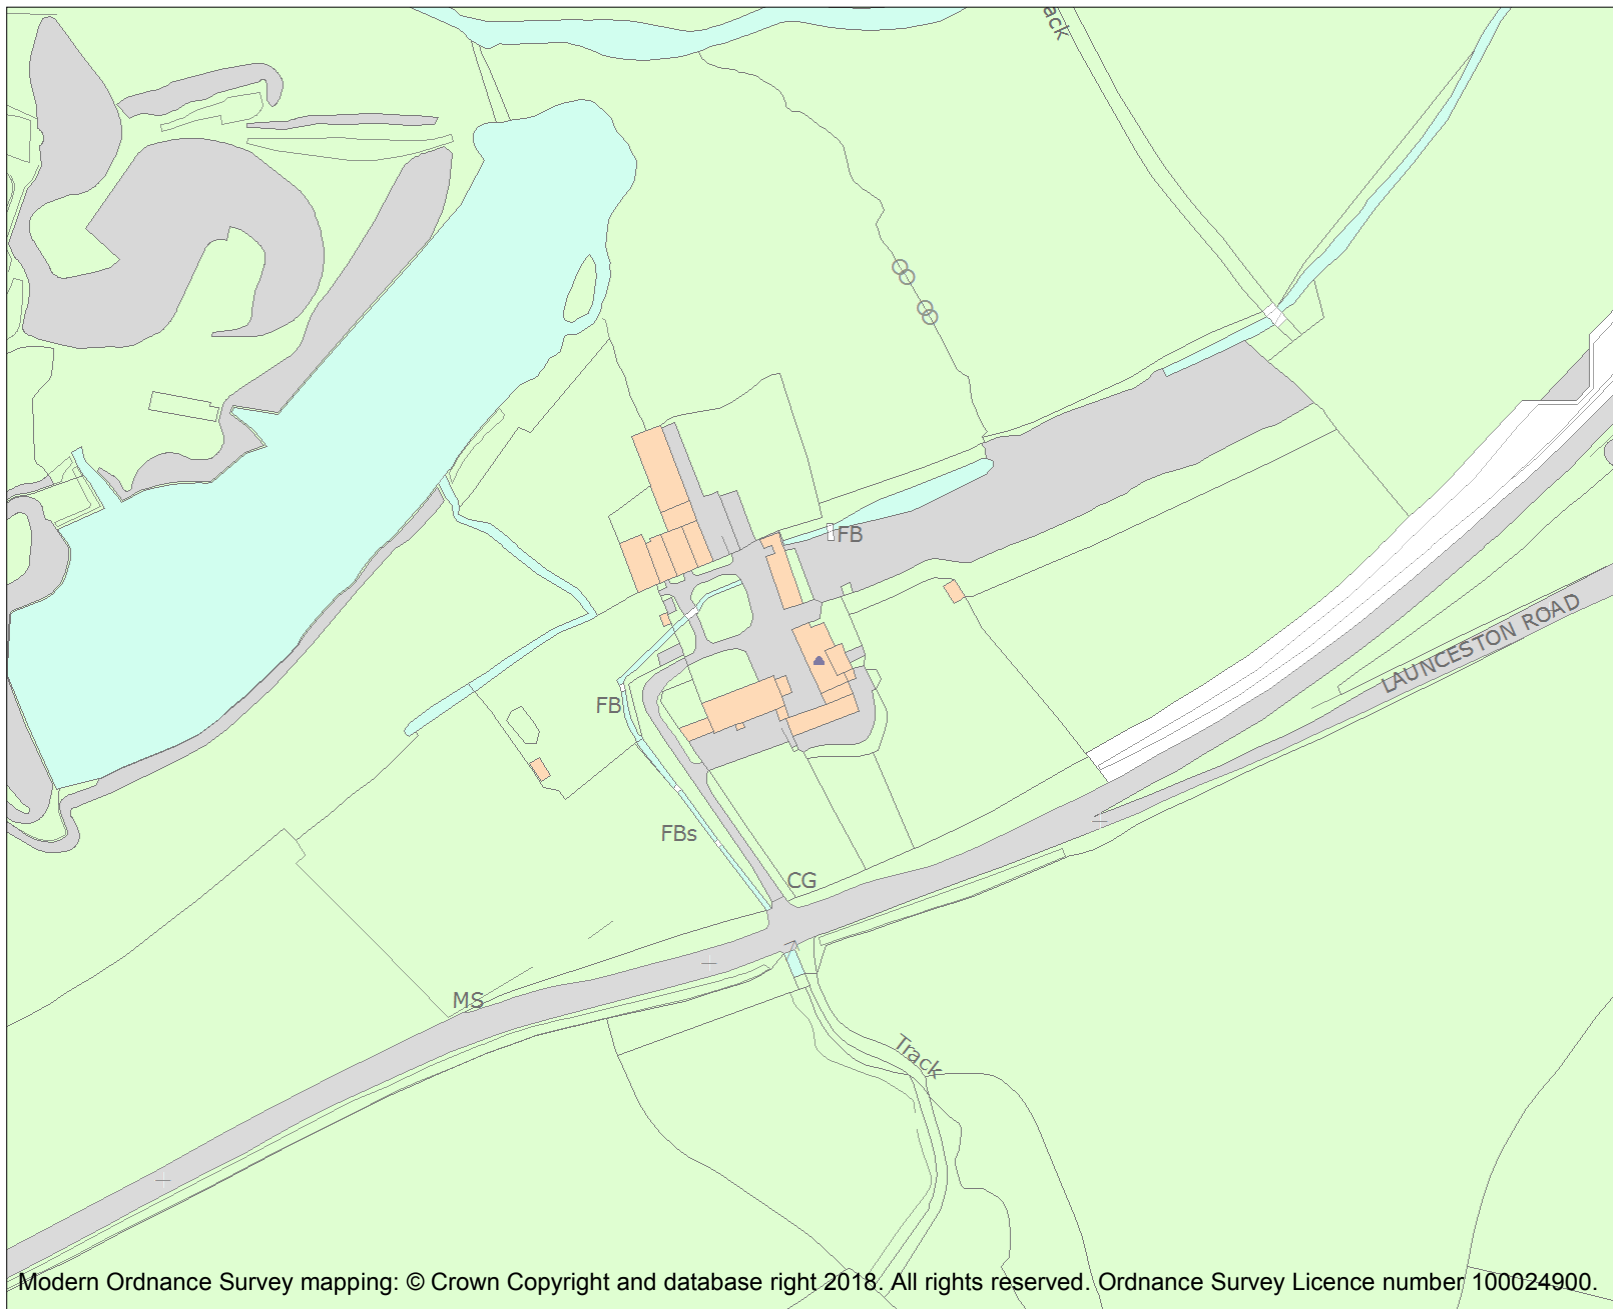 ack
FB
LAUNCESTON ROAD
FB
FBs
CG
MS
Track
Modern Ordnance Survey mapping: © Crown Copyright and database right 2018. All rights reserved. Ordnance Survey Licence number 100024900.